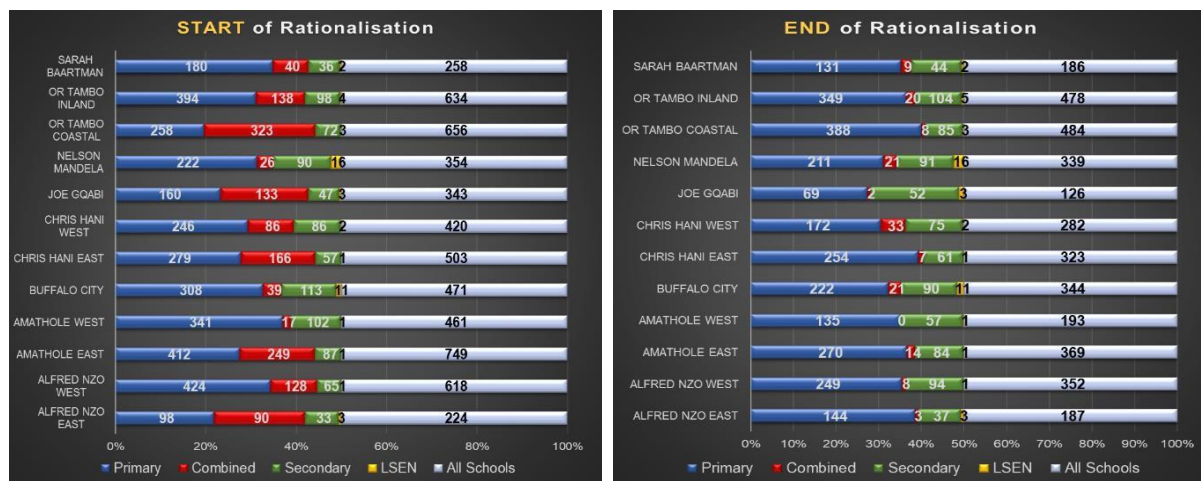 START of Rationalisation
SARAH
BAARTMAN
180 40 36 2 258
OR TAMBO
INLAND
394 138 98 4 634
OR TAMBO
COASTAL
258 323 72 3 656
NELSON
MANDELA
222 26 90 16 354
JOE GQABI
160 133 47 3 343
CHRIS HANI
WEST
246 86 86 2 420
CHRIS HANI EAST
279 166 57 1 503
BUFFALO CITY
308 39 113 11 471
AMATHOLE WEST
341 17 102 1 461
AMATHOLE EAST
412 249 87 1 749
ALFRED NZO
WEST
424 128 65 1 618
ALFRED NZO
EAST
98 90 33 3 224
0% 20% 40% 60% 80% 100%
Primary Combined Secondary LSEN All Schools
END of Rationalisation
SARAH BAARTMAN 131 9 44 2 186
OR TAMBO INLAND 349 20 104 5 478
OR TAMBO COASTAL 388 8 85 3 484
NELSON MANDELA 211 21 91 16 339
JOE GQABI 69 2 52 3 126
CHRIS HANI WEST 172 33 75 2 282
CHRIS HANI EAST 254 7 61 1 323
BUFFALO CITY 222 21 90 11 344
AMATHOLE WEST 135 0 57 1 193
AMATHOLE EAST 270 14 84 1 369
ALFRED NZO WEST 249 8 94 1 352
ALFRED NZO EAST 144 3 37 3 187
0% 10% 20% 30% 40% 50% 60% 70% 80% 90% 100%
Primary Combined Secondary LSEN All Schools